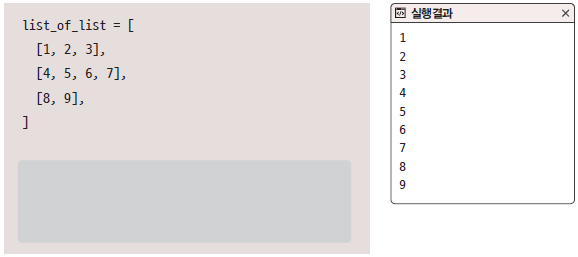 list_of_list = [
  [1, 2, 3],
  [4, 5, 6, 7],
  [8, 9],
]
실행결과
1
2
3
4
5
6
7
8
9